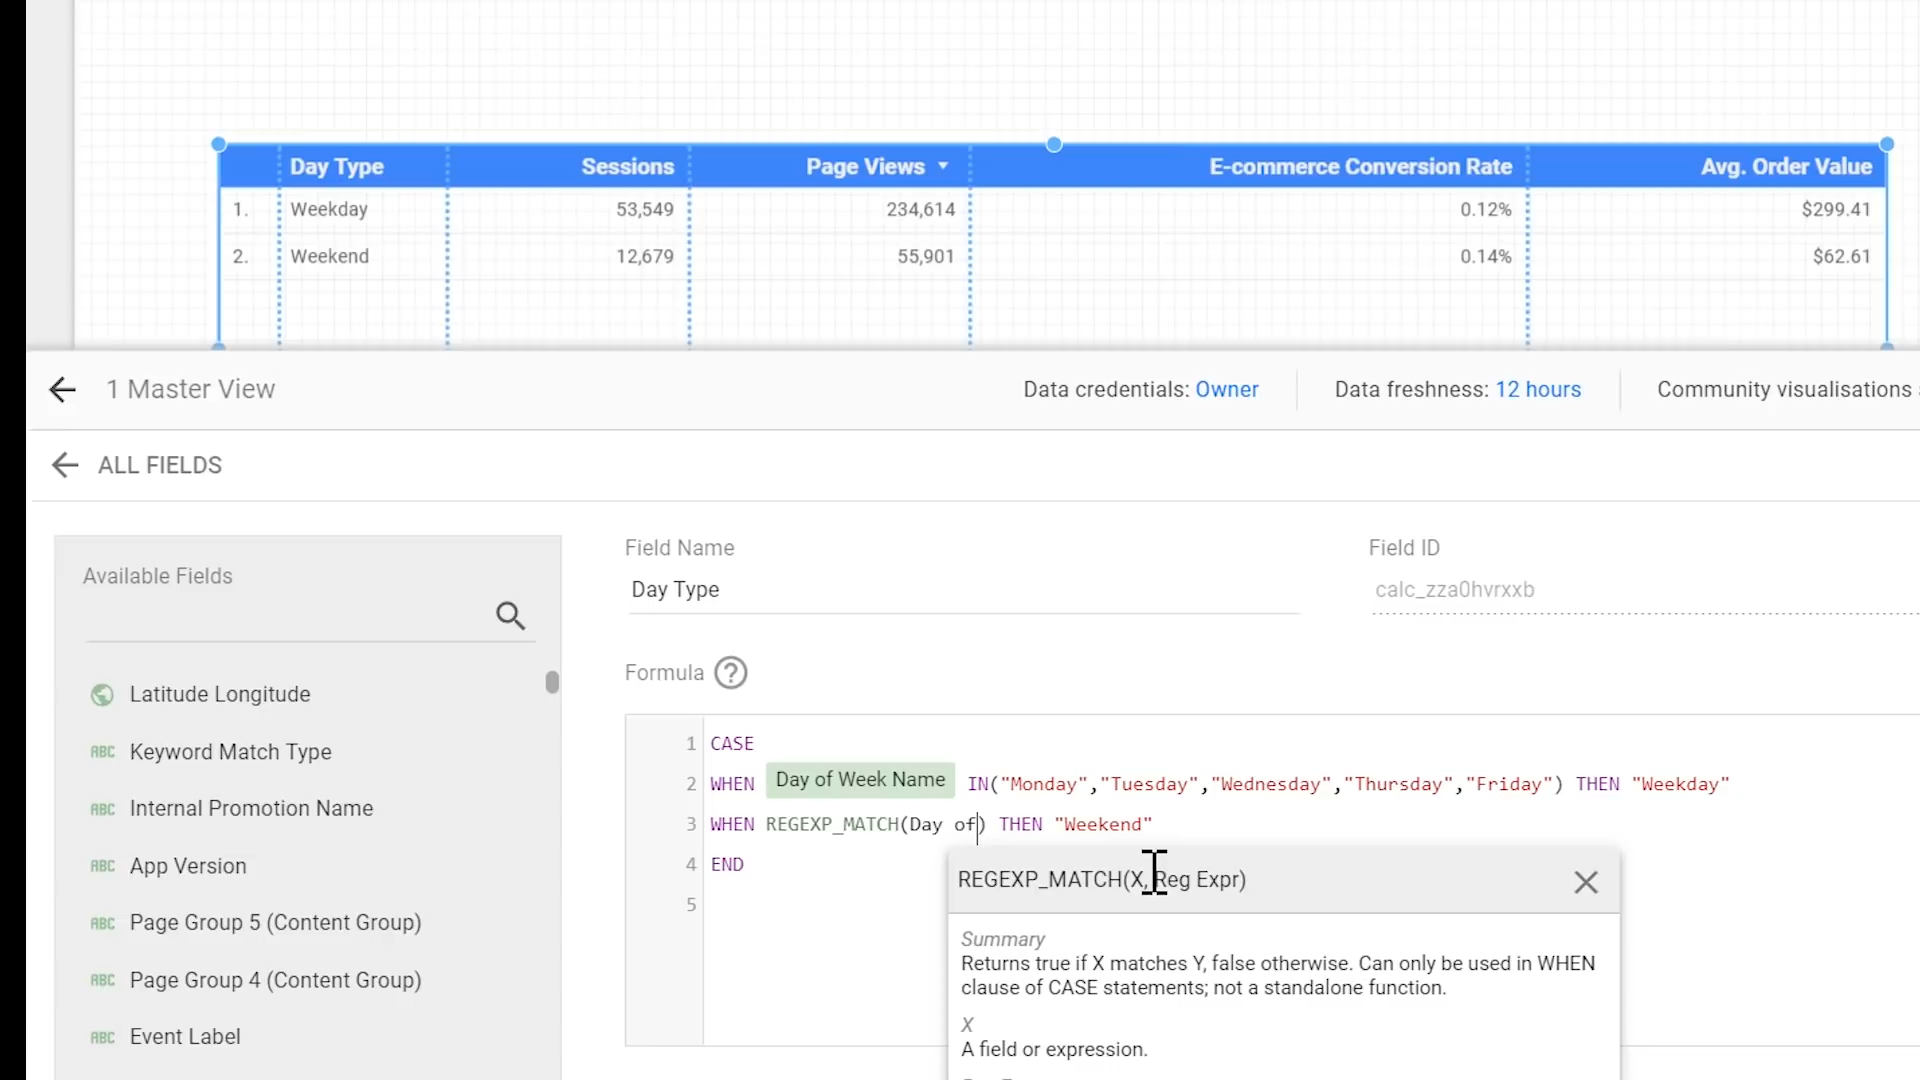 Day Type Sessions Page Views E-commerce Conversion Rate Avg. Order Value
1. Weekday 53,549 234,614 0.12% $299.41
2. Weekend 12,679 55,901 0.14% $62.61
1 Master View Data credentials: Owner Data freshness: 12 hours Community visualisations
ALL FIELDS
Available Fields
Latitude Longitude
ABC Keyword Match Type
ABC Internal Promotion Name
ABC App Version
ABC Page Group 5 (Content Group)
ABC Page Group 4 (Content Group)
ABC Event Label
Field Name
Day Type
Field ID
calc_zza0hvrxxb
Formula ?
1 CASE
2 WHEN Day of Week Name IN("Monday","Tuesday","Wednesday","Thursday","Friday") THEN "Weekday"
3 WHEN REGEXP_MATCH(Day of) THEN "Weekend"
4 END
5
REGEXP_MATCH(X, Reg Expr)
Summary
Returns true if X matches Y, false otherwise. Can only be used in WHEN
clause of CASE statements; not a standalone function.
X
A field or expression.